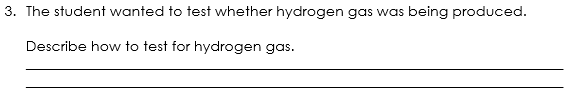 3. The student wanted to test whether hydrogen gas was being produced.
Describe how to test for hydrogen gas.